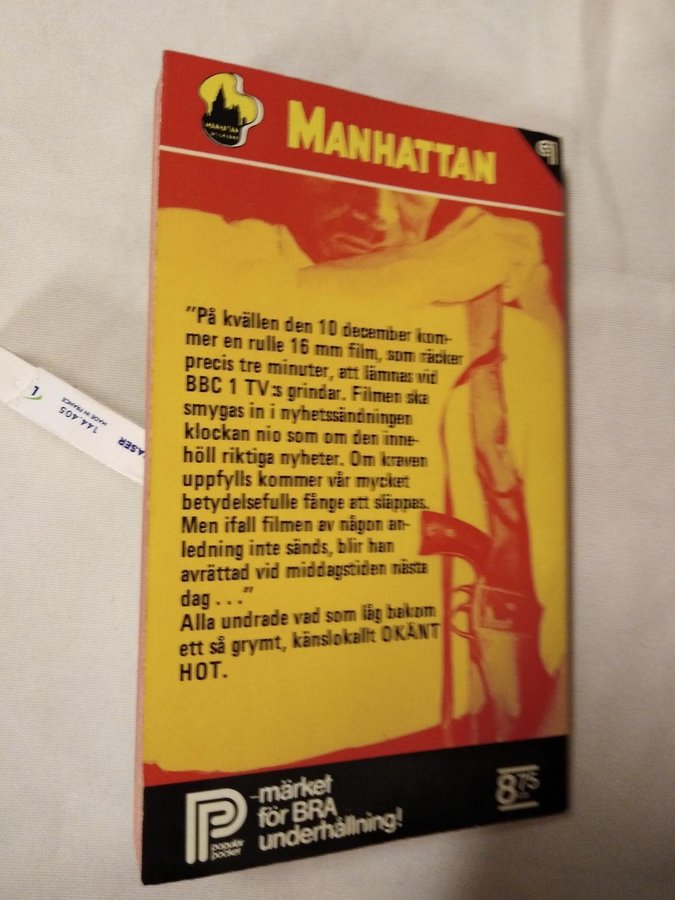 MANHATTAN
MANHATTAN
"På kvällen den 10 december kom-
mer en rulle 16 mm film, som räcker
precis tre minuter, att lämnas vid
BBC 1 TV:s grindar. Filmen ska
smygas in i nyhetssändningen
klockan nio som om den inne-
höll riktiga nyheter. Om kraven
uppfylls kommer vår mycket
betydelsefulle fånge att släppas.
Men ifall filmen av någon an-
ledning inte sänds, blir han
avrättad vid middagstiden nästa
dag . . ."
Alla undrade vad som låg bakom
ett så grymt, känslokallt OKÄNT
HOT.
P
populär
pocket
-märket
för BRA
underhållning!
8 75
144.405
MADE IN FRANCE
ASER